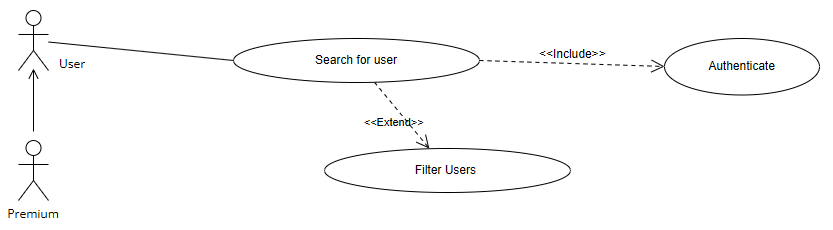 <<Include>>
Search for user
User
Authenticate
<<Extend>>
Filter Users
Premium